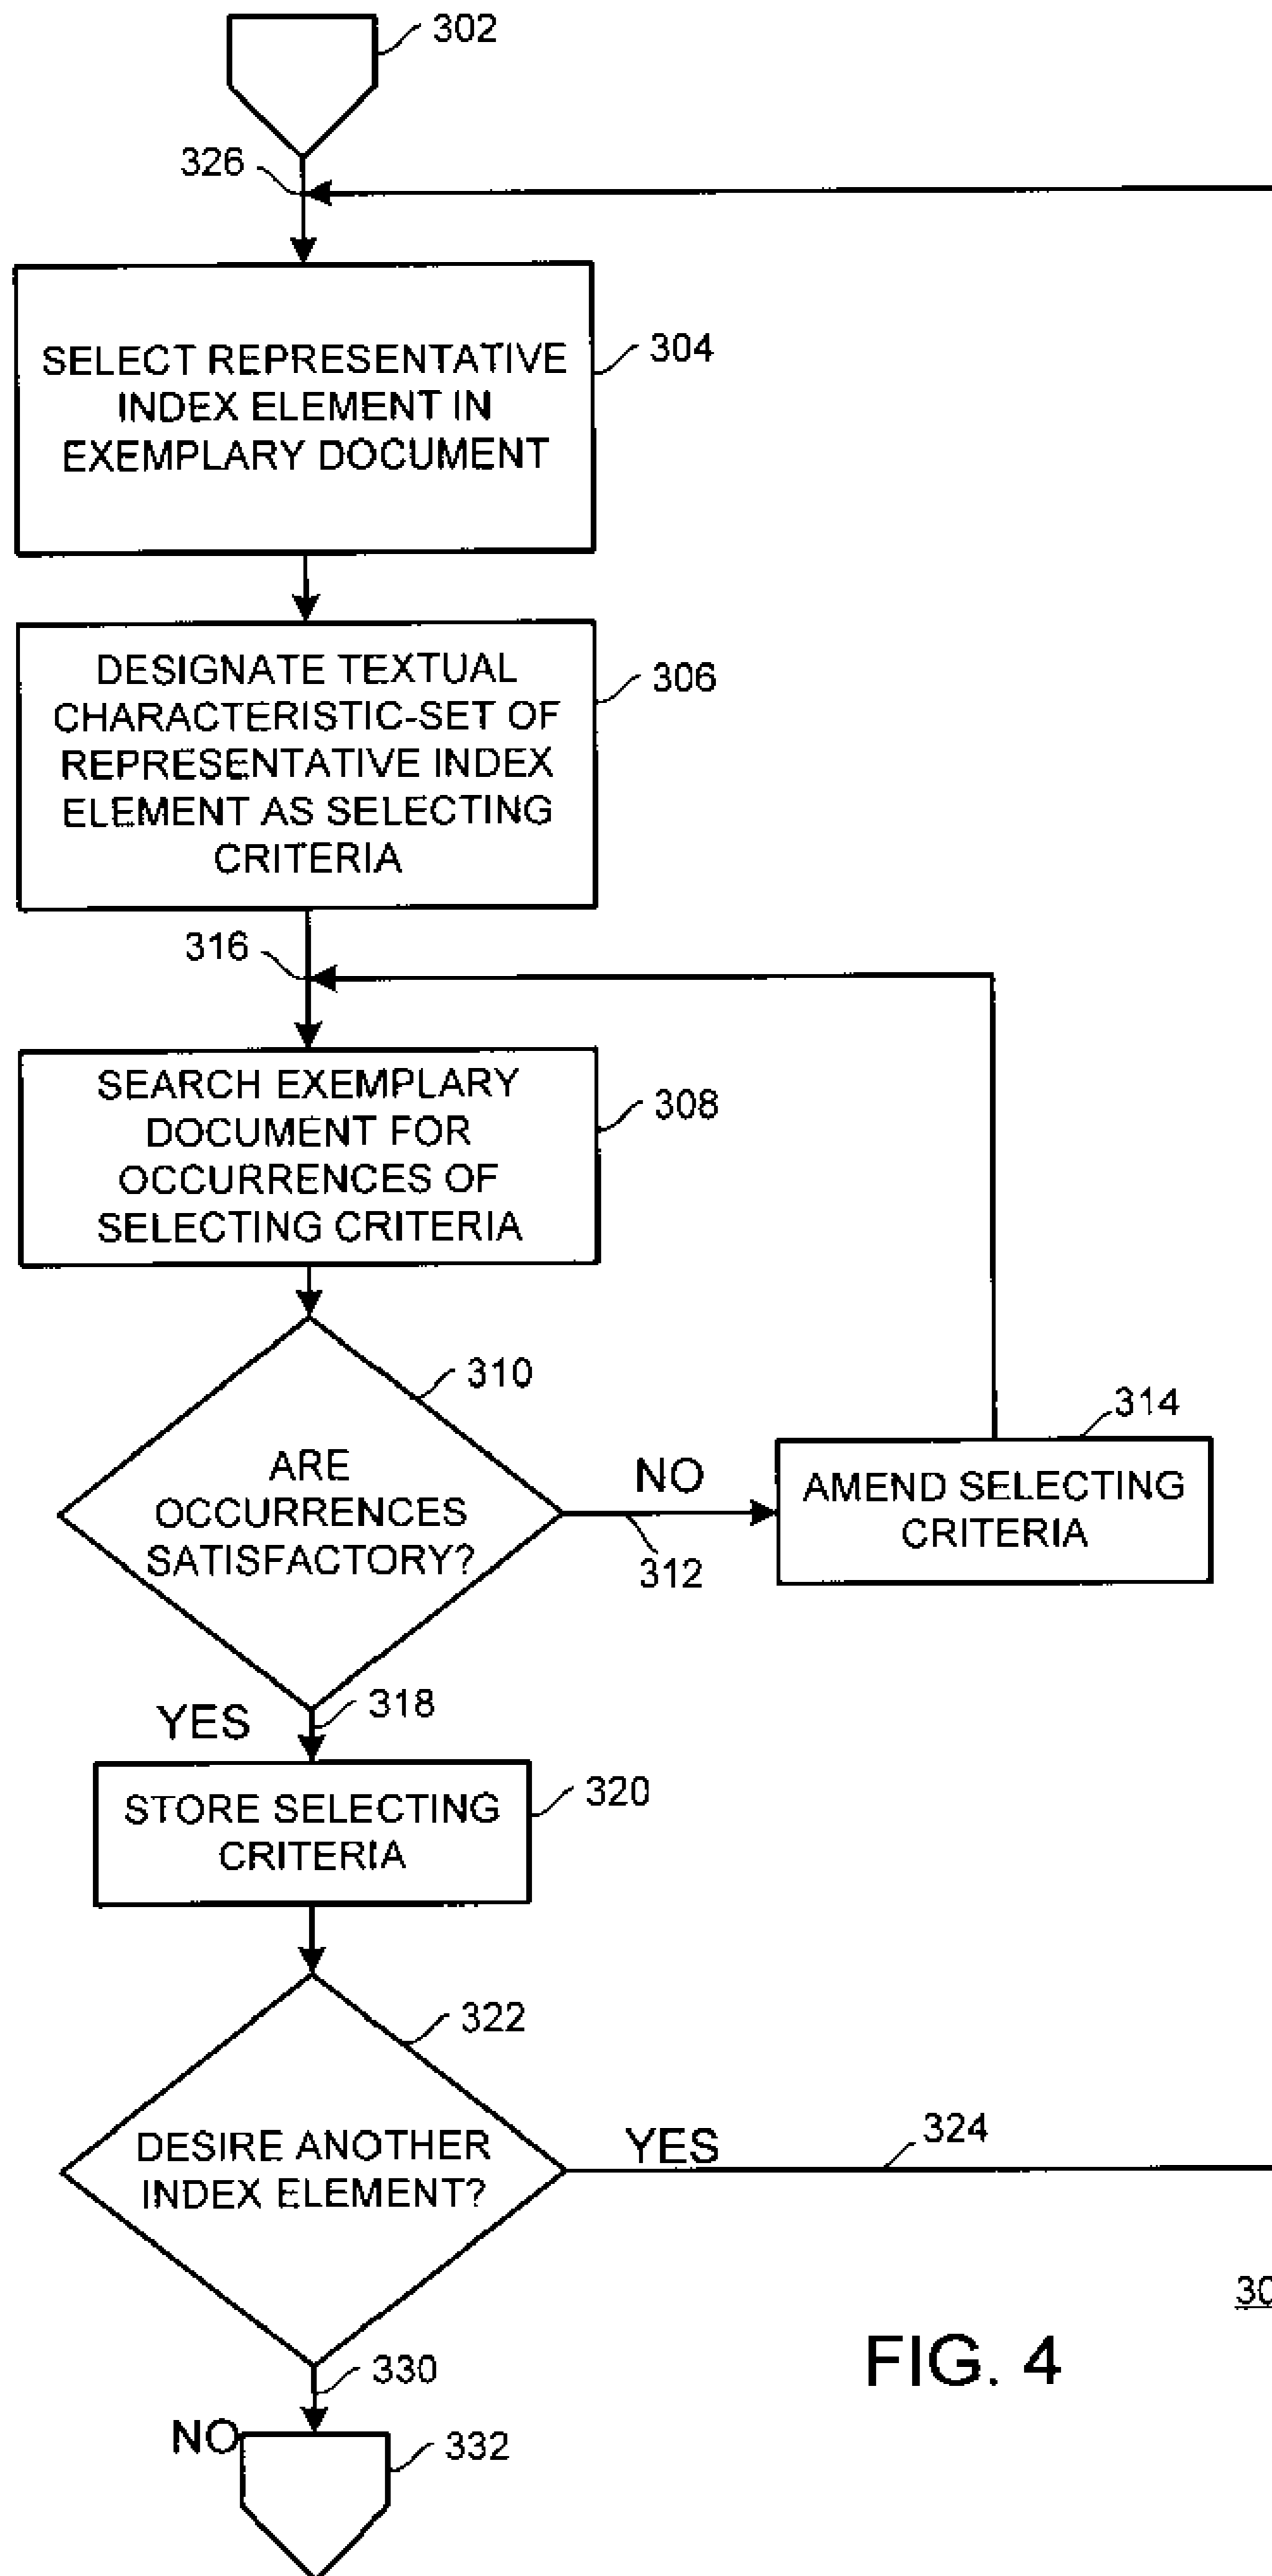 302
326
SELECT REPRESENTATIVE
INDEX ELEMENT IN
EXEMPLARY DOCUMENT
304
DESIGNATE TEXTUAL
CHARACTERISTIC-SET OF
REPRESENTATIVE INDEX
ELEMENT AS SELECTING
CRITERIA
306
316
SEARCH EXEMPLARY
DOCUMENT FOR
OCCURRENCES OF
SELECTING CRITERIA
308
310
ARE
OCCURRENCES
SATISFACTORY?
NO
312
314
AMEND SELECTING
CRITERIA
YES
318
STORE SELECTING
CRITERIA
320
322
DESIRE ANOTHER
INDEX ELEMENT?
YES
324
30
FIG. 4
330
NO
332